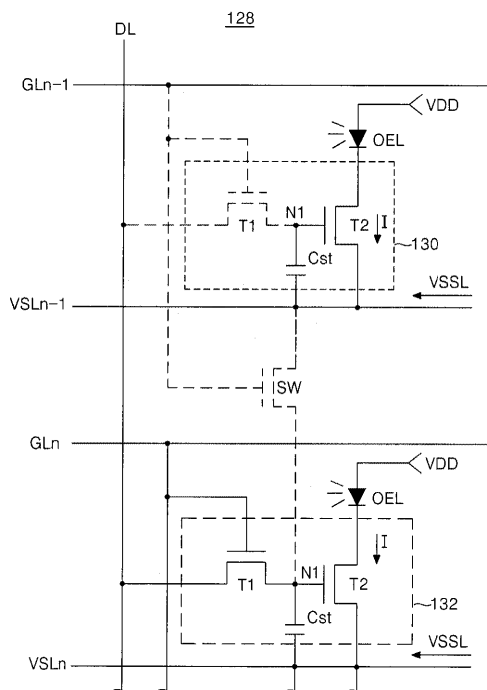 128
DL
GLn-1
VDD
OEL
N1
T1
T2
I
130
Cst
VSLn-1
VSSL
SW
GLn
VDD
OEL
I
N1
T1
T2
132
Cst
VSSL
VSLn